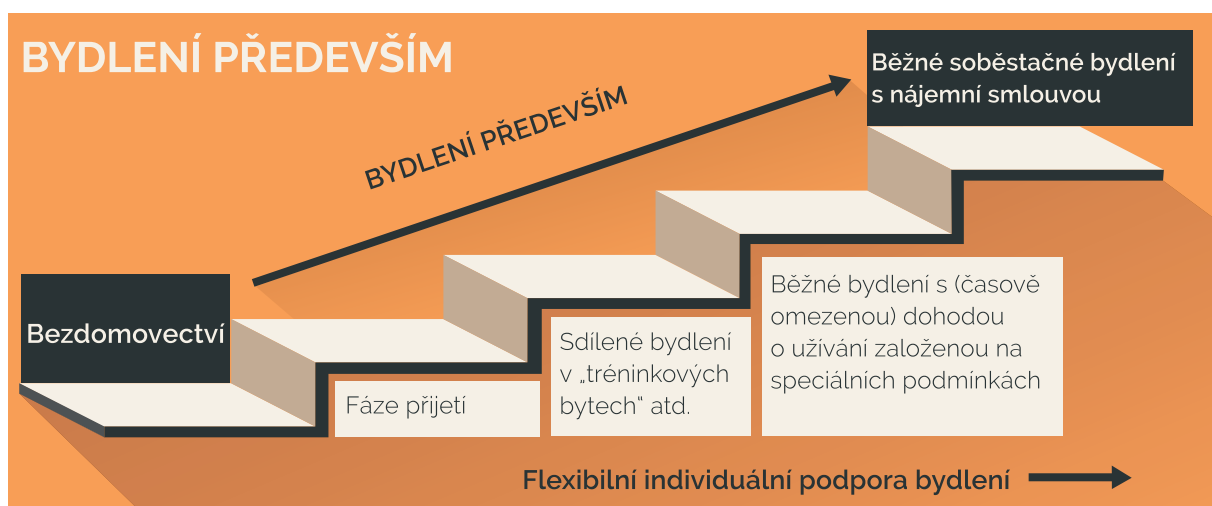 BYDLENÍ PŘEDEVŠÍM
BYDLENÍ PŘEDEVŠÍM
Běžné soběstačné bydlení
s nájemní smlouvou
Bezdomovectví
Fáze přijetí
Sdílené bydlení
v „tréninkových
bytech“ atd.
Běžné bydlení s (časově
omezenou) dohodou
o užívání založenou na
speciálních podmínkách
Flexibilní individuální podpora bydlení